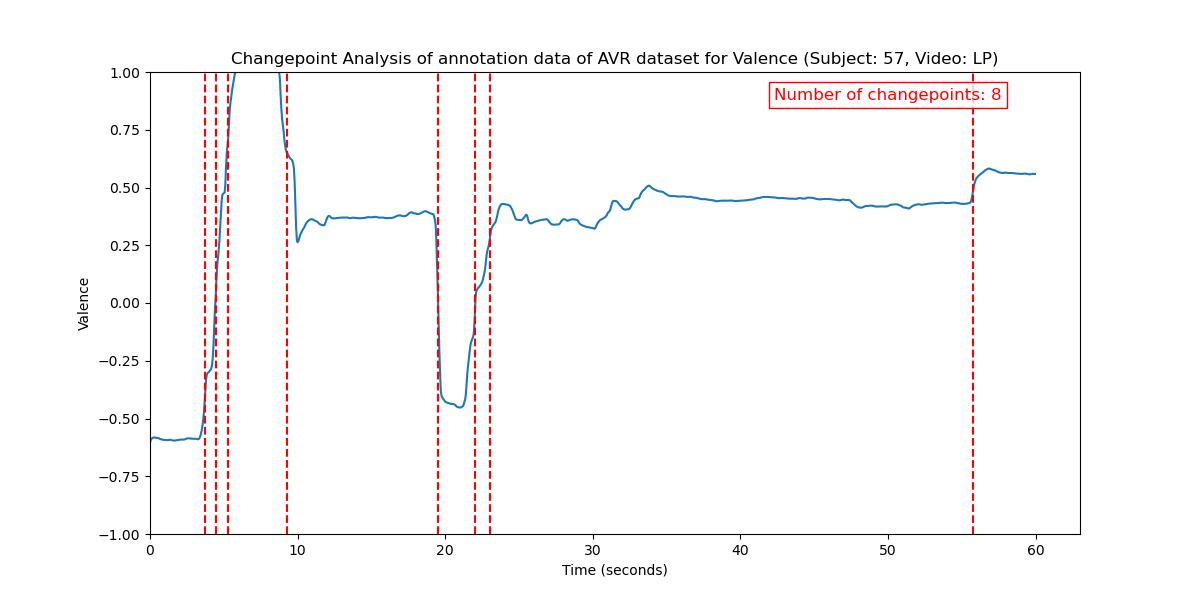 Changepoint Analysis of annotation data of AVR dataset for Valence (Subject: 57, Video: LP)
Number of changepoints: 8
1.00
0.75
0.50
0.25
0.00
−0.25
−0.50
−0.75
−1.00
Valence
0 10 20 30 40 50 60
Time (seconds)